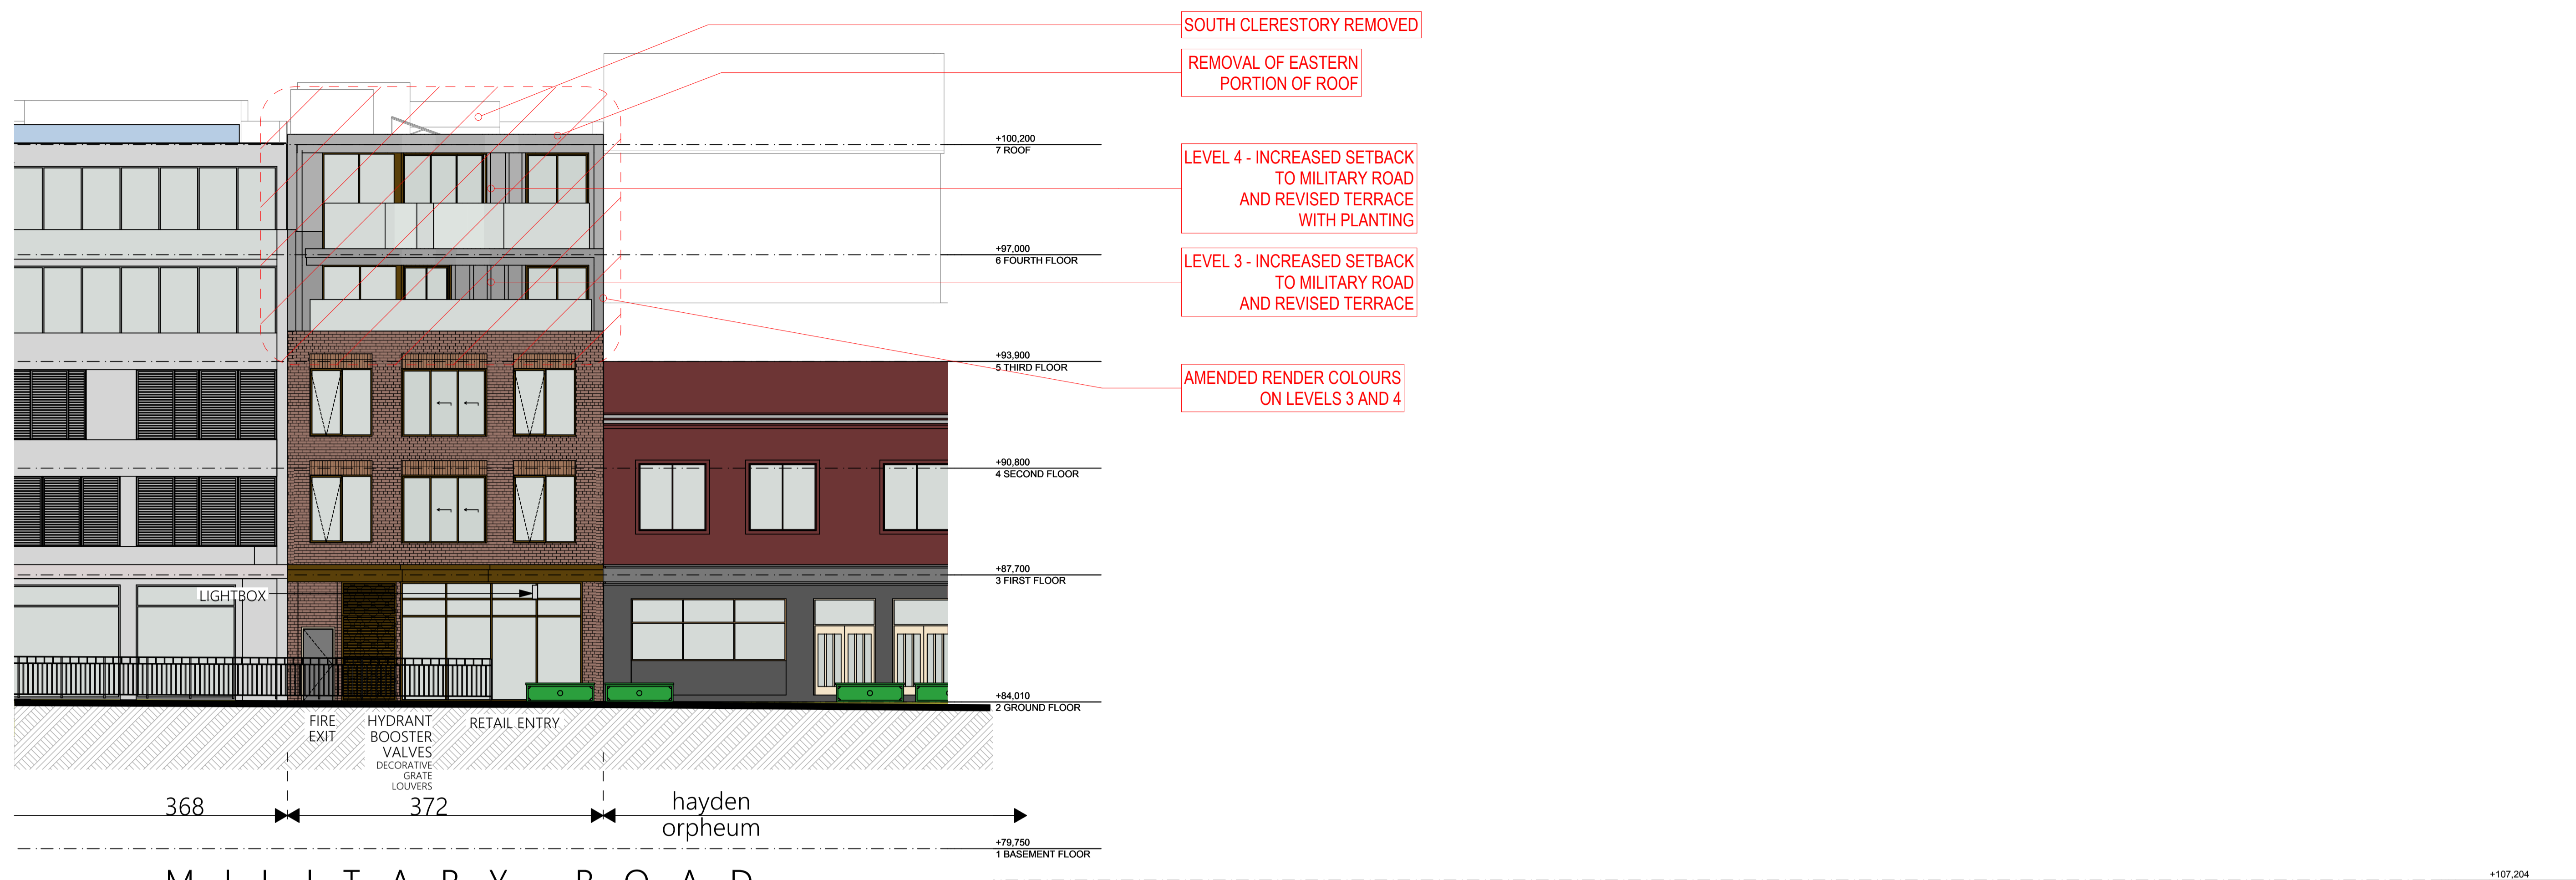 SOUTH CLERESTORY REMOVED
REMOVAL OF EASTERN
PORTION OF ROOF
+100,200
7 ROOF
LEVEL 4 - INCREASED SETBACK
TO MILITARY ROAD
AND REVISED TERRACE
WITH PLANTING
+97,000
6 FOURTH FLOOR
LEVEL 3 - INCREASED SETBACK
TO MILITARY ROAD
AND REVISED TERRACE
+93,900
5 THIRD FLOOR
AMENDED RENDER COLOURS
ON LEVELS 3 AND 4
+90,800
4 SECOND FLOOR
+87,700
3 FIRST FLOOR
LIGHTBOX
+84,010
2 GROUND FLOOR
FIRE
EXIT
HYDRANT
BOOSTER
VALVES
DECORATIVE
GRATE
LOUVERS
RETAIL ENTRY
368
372
hayden
orpheum
+79,750
1 BASEMENT FLOOR
MILITARY ROAD
+107,204